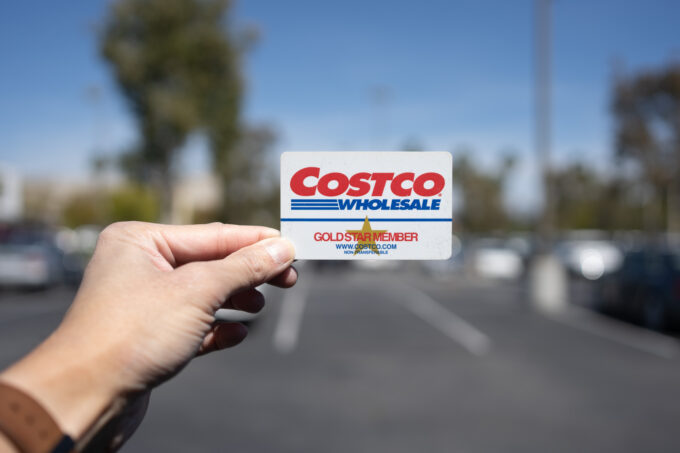 COSTCO
WHOLESALE
GOLD STAR MEMBER
WWW.COSTCO.COM
NON-TRANSFERABLE